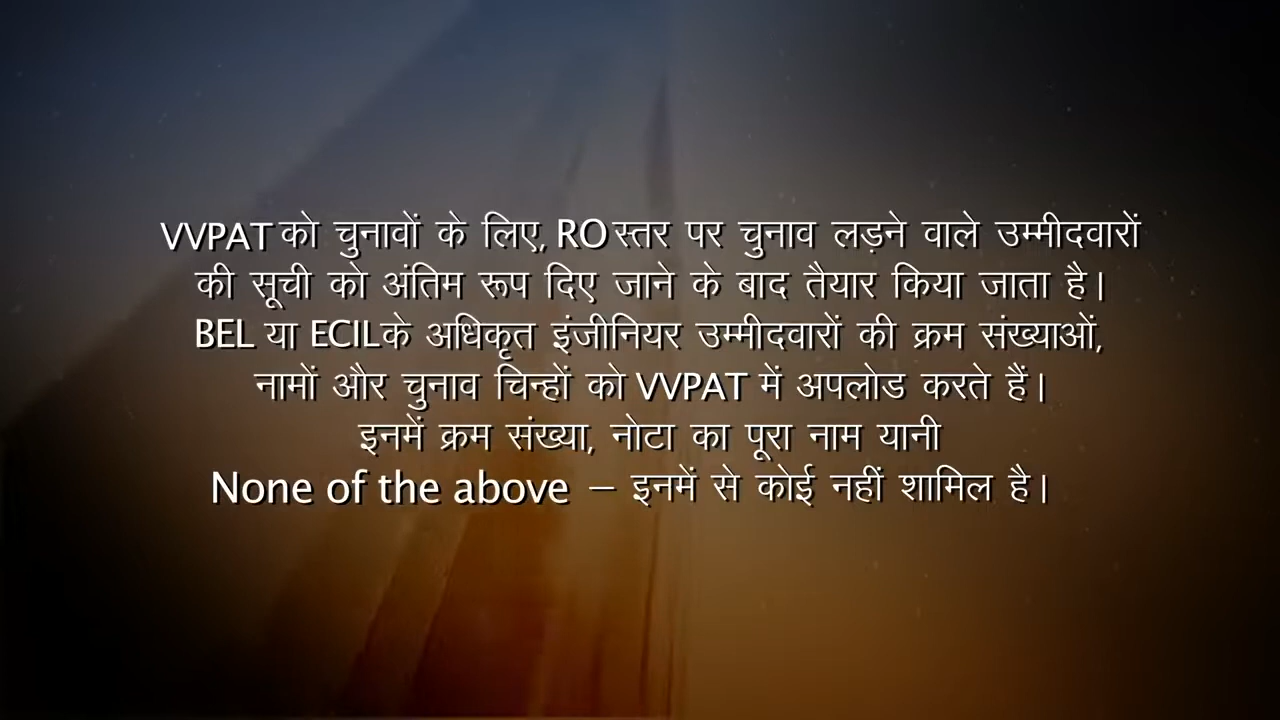 VVPAT को चुनावों के लिए, RO स्तर पर चुनाव लड़ने वाले उम्मीदवारों
की सूची को अंतिम रूप दिए जाने के बाद तैयार किया जाता है।
BEL या ECIL के अधिकृत इंजीनियर उम्मीदवारों की क्रम संख्याओं,
नामों और चुनाव चिन्हों को VVPAT में अपलोड करते हैं।
इनमें क्रम संख्या, नोटा का पूरा नाम यानी
None of the above – इनमें से कोई नहीं शामिल है।